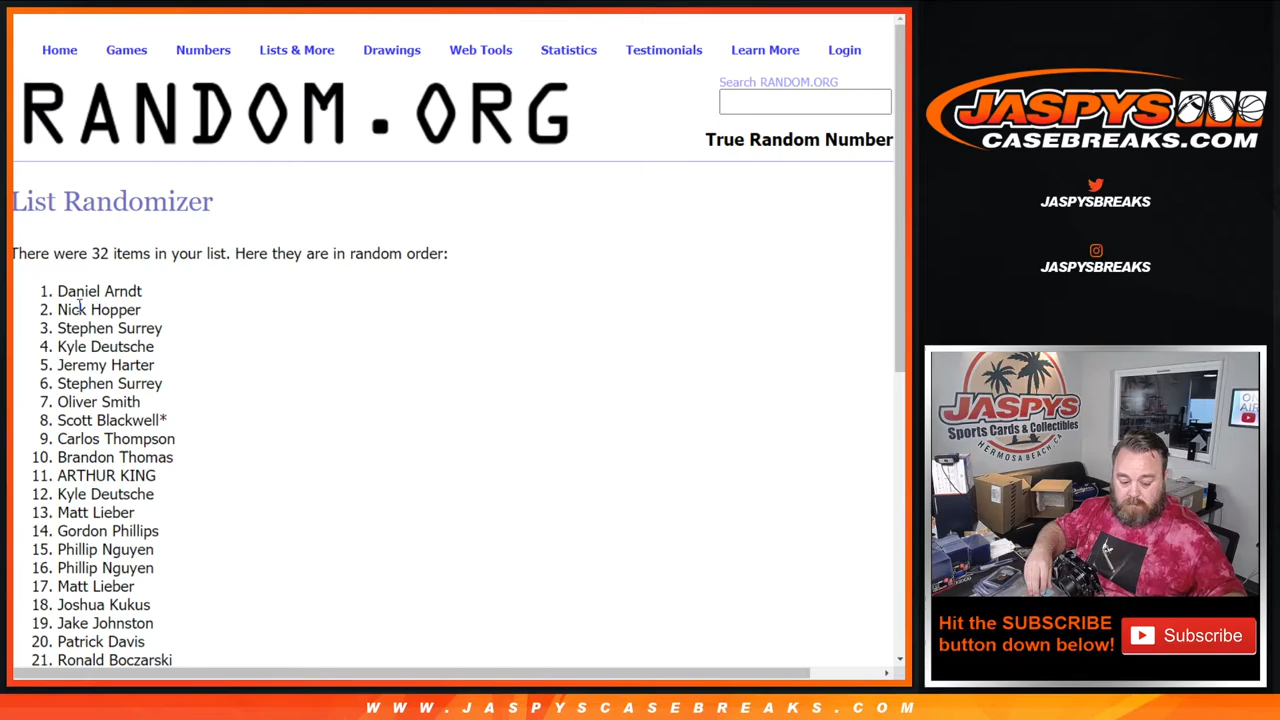 Home Games Numbers Lists & More Drawings Web Tools Statistics Testimonials Learn More Login
RANDOM.ORG
Search RANDOM.ORG
True Random Number
List Randomizer
There were 32 items in your list. Here they are in random order:
1. Daniel Arndt
2. Nick Hopper
3. Stephen Surrey
4. Kyle Deutsche
5. Jeremy Harter
6. Stephen Surrey
7. Oliver Smith
8. Scott Blackwell*
9. Carlos Thompson
10. Brandon Thomas
11. ARTHUR KING
12. Kyle Deutsche
13. Matt Lieber
14. Gordon Phillips
15. Phillip Nguyen
16. Phillip Nguyen
17. Matt Lieber
18. Joshua Kukus
19. Jake Johnston
20. Patrick Davis
21. Ronald Boczarski
JASPYS
CASEBREAKS.COM
JASPYSBREAKS
JASPYSBREAKS
JASPYS
Sports Cards & Collectibles
HERMOSA BEACH, CA
ON
AIR
Hit the SUBSCRIBE
button down below!
Subscribe
WWW.JASPYSCASEBREAKS.COM